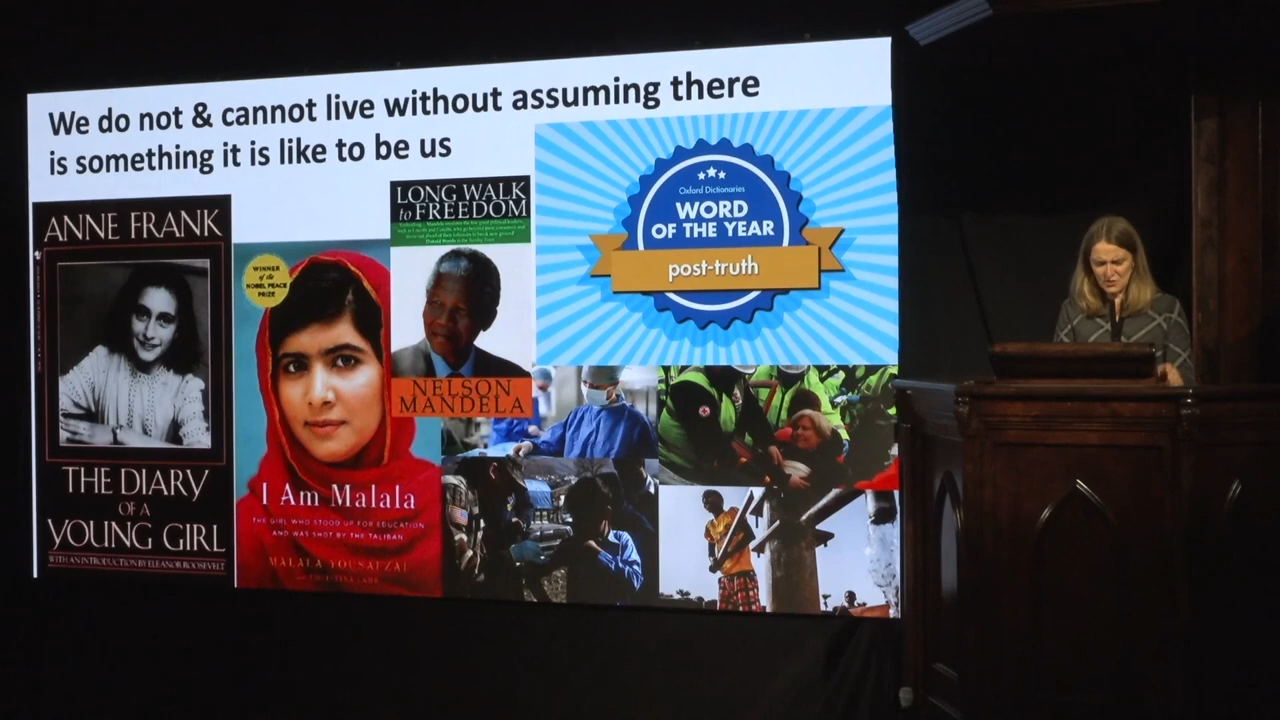 We do not & cannot live without assuming there
is something it is like to be us
ANNE FRANK
THE DIARY
OF A
YOUNG GIRL
WITH AN INTRODUCTION BY ELEANOR ROOSEVELT
WINNER
of the
NOBEL PEACE
PRIZE
I Am Malala
THE GIRL WHO STOOD UP FOR EDUCATION
AND WAS SHOT BY THE TALIBAN
MALALA YOUSAFZAI
CHRISTINA LAMB
LONG WALK
to FREEDOM
NELSON
MANDELA
Oxford Dictionaries
WORD
OF THE YEAR
post-truth